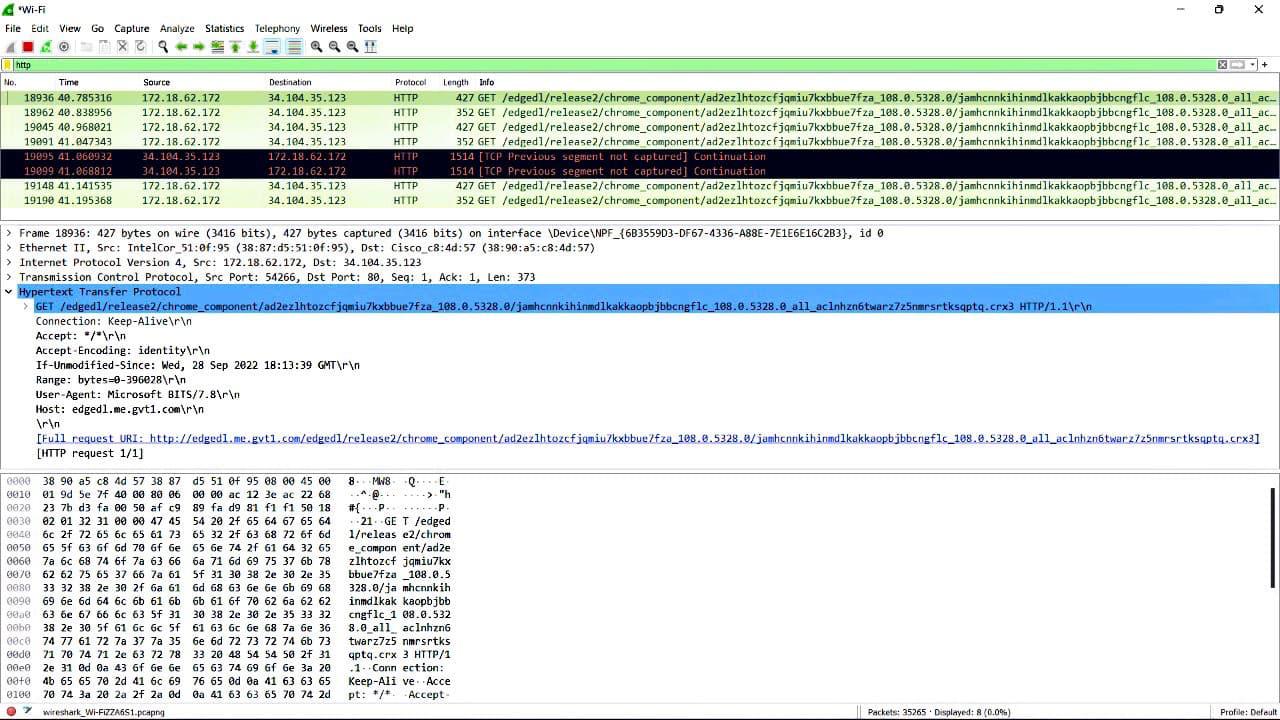 *Wi-Fi
File Edit View Go Capture Analyze Statistics Telephony Wireless Tools Help
http
No. Time Source Destination Protocol Length Info
18936 40.785316 172.18.62.172 34.104.35.123 HTTP 427 GET /edgedl/release2/chrome_component/ad2ezlhtozcfjqmiu7kxbbue7fza_108.0.5328.0/jamhcnnkihinmdlkakkaopbjbbcngflc_108.0.5328.0_all_ac…
18962 40.838956 172.18.62.172 34.104.35.123 HTTP 352 GET /edgedl/release2/chrome_component/ad2ezlhtozcfjqmiu7kxbbue7fza_108.0.5328.0/jamhcnnkihinmdlkakkaopbjbbcngflc_108.0.5328.0_all_ac…
19045 40.968021 172.18.62.172 34.104.35.123 HTTP 427 GET /edgedl/release2/chrome_component/ad2ezlhtozcfjqmiu7kxbbue7fza_108.0.5328.0/jamhcnnkihinmdlkakkaopbjbbcngflc_108.0.5328.0_all_ac…
19091 41.047343 172.18.62.172 34.104.35.123 HTTP 352 GET /edgedl/release2/chrome_component/ad2ezlhtozcfjqmiu7kxbbue7fza_108.0.5328.0/jamhcnnkihinmdlkakkaopbjbbcngflc_108.0.5328.0_all_ac…
19095 41.060932 34.104.35.123 172.18.62.172 HTTP 1514 [TCP Previous segment not captured] Continuation
19099 41.068812 34.104.35.123 172.18.62.172 HTTP 1514 [TCP Previous segment not captured] Continuation
19148 41.141535 172.18.62.172 34.104.35.123 HTTP 427 GET /edgedl/release2/chrome_component/ad2ezlhtozcfjqmiu7kxbbue7fza_108.0.5328.0/jamhcnnkihinmdlkakkaopbjbbcngflc_108.0.5328.0_all_ac…
19190 41.195368 172.18.62.172 34.104.35.123 HTTP 352 GET /edgedl/release2/chrome_component/ad2ezlhtozcfjqmiu7kxbbue7fza_108.0.5328.0/jamhcnnkihinmdlkakkaopbjbbcngflc_108.0.5328.0_all_ac…
Frame 18936: 427 bytes on wire (3416 bits), 427 bytes captured (3416 bits) on interface \Device\NPF_{6B3559D3-DF67-4336-A88E-7E1E6E16C2B3}, id 0
Ethernet II, Src: IntelCor_51:0f:95 (38:87:d5:51:0f:95), Dst: Cisco_c8:4d:57 (38:90:a5:c8:4d:57)
Internet Protocol Version 4, Src: 172.18.62.172, Dst: 34.104.35.123
Transmission Control Protocol, Src Port: 54266, Dst Port: 80, Seq: 1, Ack: 1, Len: 373
Hypertext Transfer Protocol
GET /edgedl/release2/chrome_component/ad2ezlhtozcfjqmiu7kxbbue7fza_108.0.5328.0/jamhcnnkihinmdlkakkaopbjbbcngflc_108.0.5328.0_all_aclnhzn6twarz7z5nmrsrtksqptq.crx3 HTTP/1.1\r\n
Connection: Keep-Alive\r\n
Accept: */*\r\n
Accept-Encoding: identity\r\n
If-Unmodified-Since: Wed, 28 Sep 2022 18:13:39 GMT\r\n
Range: bytes=0-396028\r\n
User-Agent: Microsoft BITS/7.8\r\n
Host: edgedl.me.gvt1.com\r\n
\r\n
[Full request URI: http://edgedl.me.gvt1.com/edgedl/release2/chrome_component/ad2ezlhtozcfjqmiu7kxbbue7fza_108.0.5328.0/jamhcnnkihinmdlkakkaopbjbbcngflc_108.0.5328.0_all_aclnhzn6twarz7z5nmrsrtksqptq.crx3]
[HTTP request 1/1]
0000 38 90 a5 c8 4d 57 38 87 d5 51 0f 95 08 00 45 00 8···MW8· ·Q····E·
0010 01 9d 5e 7f 40 00 80 06 00 00 ac 12 3e ac 22 68 ··^·@··· ····>·"h
0020 23 7b d3 fa 00 50 af c9 89 fa d9 81 f1 f1 50 18 #{···P·· ······P·
0030 02 01 32 31 00 00 47 45 54 20 2f 65 64 67 65 64 ··21··GE T /edged
0040 6c 2f 72 65 6c 65 61 73 65 32 2f 63 68 72 6f 6d l/releas e2/chrom
0050 65 5f 63 6f 6d 70 6f 6e 65 6e 74 2f 61 64 32 65 e_compon ent/ad2e
0060 7a 6c 68 74 6f 7a 63 66 6a 71 6d 69 75 37 6b 78 zlhtozcf jqmiu7kx
0070 62 62 75 65 37 66 7a 61 5f 31 30 38 2e 30 2e 35 bbue7fza _108.0.5
0080 33 32 38 2e 30 2f 6a 61 6d 68 63 6e 6e 6b 69 68 328.0/ja mhcnnkih
0090 69 6e 6d 64 6c 6b 61 6b 6b 61 6f 70 62 6a 62 62 inmdlkak kaopbjbb
00a0 63 6e 67 66 6c 63 5f 31 30 38 2e 30 2e 35 33 32 cngflc_1 08.0.532
00b0 38 2e 30 5f 61 6c 6c 5f 61 63 6c 6e 68 7a 6e 36 8.0_all_ aclnhzn6
00c0 74 77 61 72 7a 37 7a 35 6e 6d 72 73 72 74 6b 73 twarz7z5 nmrsrtks
00d0 71 70 74 71 2e 63 72 78 33 20 48 54 54 50 2f 31 qptq.crx 3 HTTP/1
00e0 2e 31 0d 0a 43 6f 6e 6e 65 63 74 69 6f 6e 3a 20 .1··Conn ection:
00f0 4b 65 65 70 2d 41 6c 69 76 65 0d 0a 41 63 63 65 Keep-Ali ve··Acce
0100 70 74 3a 20 2a 2f 2a 0d 0a 41 63 63 65 70 74 2d pt: */*· ·Accept-
wireshark_Wi-FiZZA6S1.pcapng Packets: 35265 · Displayed: 8 (0.0%) Profile: Default